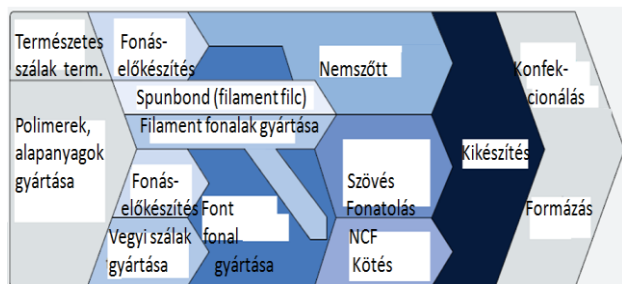 Természetes
szálak term.
Fonás-
előkészítés
Nemszőtt
Konfek-
cionálás
Spunbond (filament filc)
Polimerek,
alapanyagok
gyártása
Filament fonalak gyártása
Kikészítés
Fonás-
előkészítés
Font
fonal
gyártása
Szövés
Fonatolás
Formázás
Vegyi szálak
gyártása
NCF
Kötés